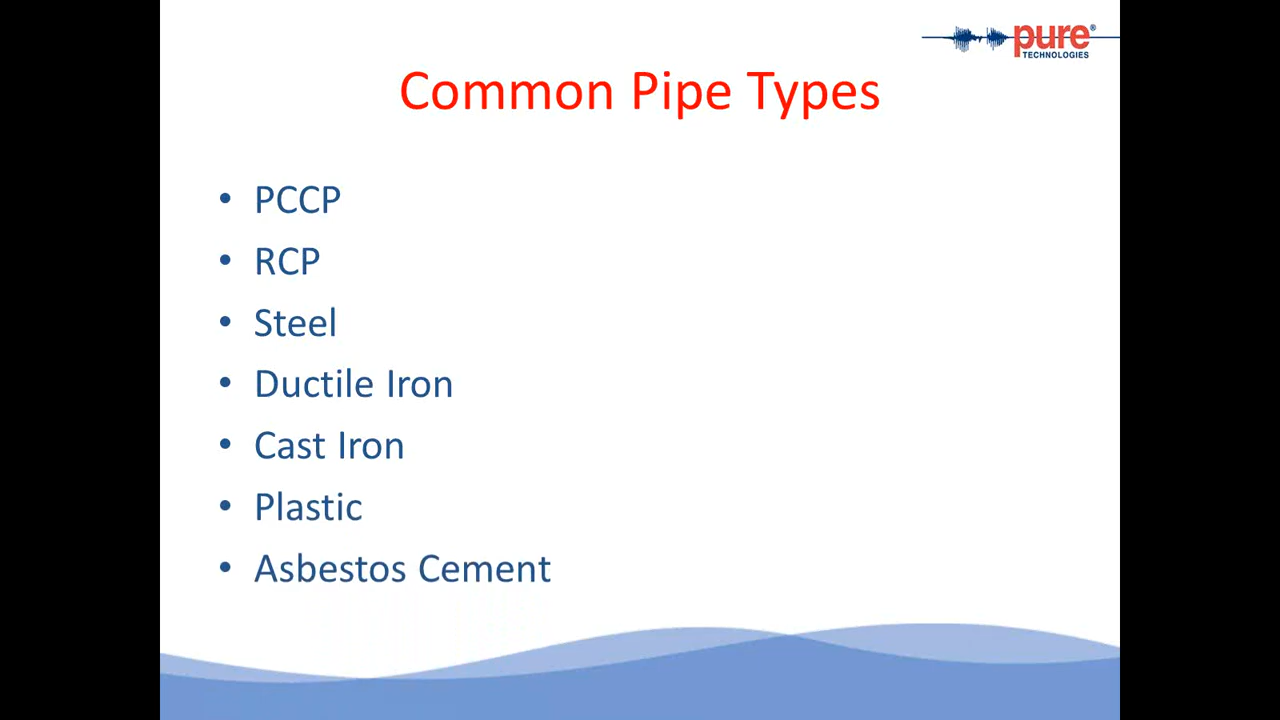 pure®
TECHNOLOGIES
Common Pipe Types
• PCCP
• RCP
• Steel
• Ductile Iron
• Cast Iron
• Plastic
• Asbestos Cement